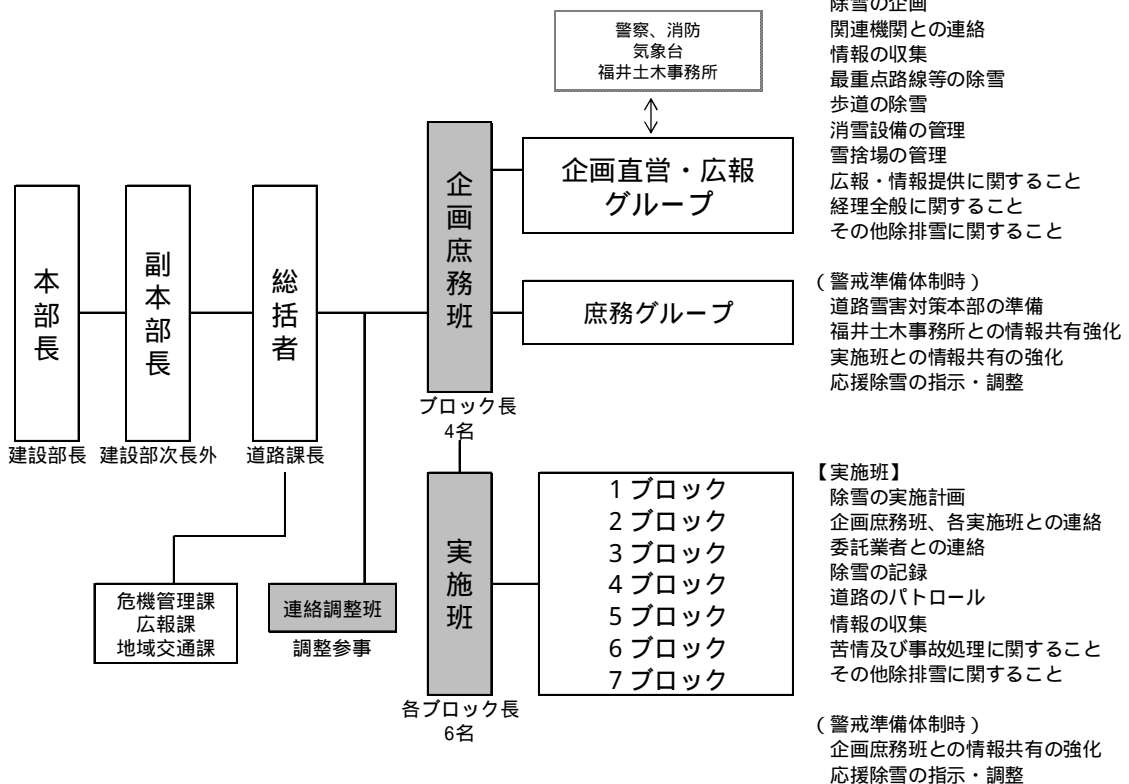 除雪の企画
関連機関との連絡
情報の収集
最重点路線等の除雪
歩道の除雪
消雪設備の管理
雪捨場の管理
広報・情報提供に関すること
経理全般に関すること
その他除排雪に関すること
警察、消防
気象台
福井土木事務所
企画直営・広報
グループ
企画庶務班
ブロック長
4名
庶務グループ
本部長
建設部長
副本部長
建設部次長外
総括者
道路課長
(警戒準備体制時)
道路雪害対策本部の準備
福井土木事務所との情報共有強化
実施班との情報共有の強化
応援除雪の指示・調整
危機管理課
広報課
地域交通課
連絡調整班
調整参事
実施班
各ブロック長
6名
1ブロック
2ブロック
3ブロック
4ブロック
5ブロック
6ブロック
7ブロック
【実施班】
除雪の実施計画
企画庶務班、各実施班との連絡
委託業者との連絡
除雪の記録
道路のパトロール
情報の収集
苦情及び事故処理に関すること
その他除排雪に関すること
(警戒準備体制時)
企画庶務班との情報共有の強化
応援除雪の指示・調整